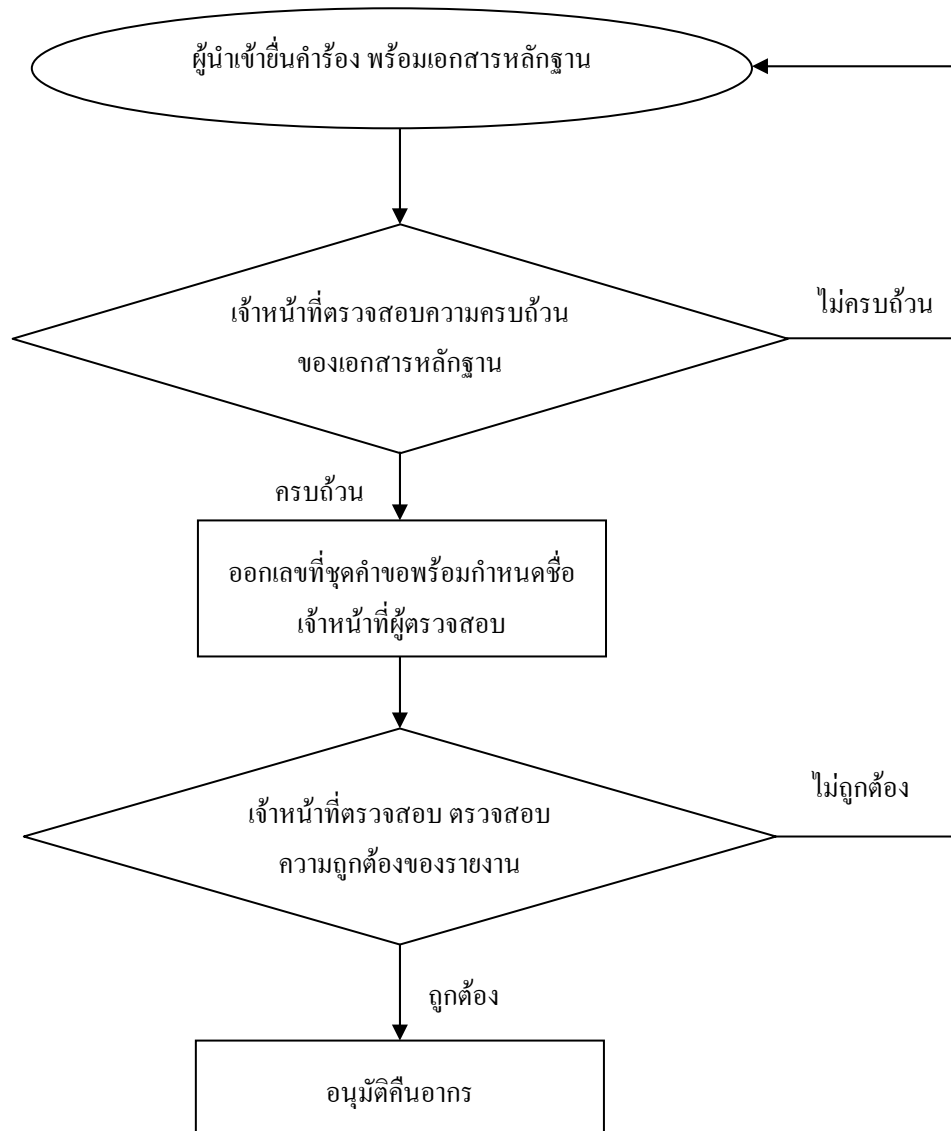 ผู้นำเข้ายื่นคำร้อง พร้อมเอกสารหลักฐาน
เจ้าหน้าที่ตรวจสอบความครบถ้วน
ของเอกสารหลักฐาน
ไม่ครบถ้วน
ครบถ้วน
ออกเลขที่ชุดคำขอพร้อมกำหนดชื่อ
เจ้าหน้าที่ผู้ตรวจสอบ
เจ้าหน้าที่ตรวจสอบ ตรวจสอบ
ความถูกต้องของรายงาน
ไม่ถูกต้อง
ถูกต้อง
อนุมัติคืนอากร